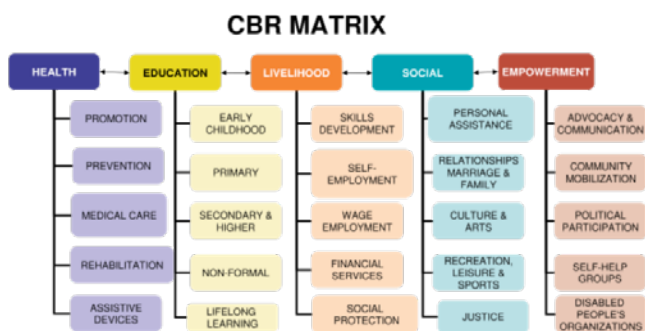 CBR MATRIX
HEALTH
EDUCATION
LIVELIHOOD
SOCIAL
EMPOWERMENT
PROMOTION
PREVENTION
MEDICAL CARE
REHABILITATION
ASSISTIVE
DEVICES
EARLY
CHILDHOOD
PRIMARY
SECONDARY &
HIGHER
NON-FORMAL
LIFELONG
LEARNING
SKILLS
DEVELOPMENT
SELF-
EMPLOYMENT
WAGE
EMPLOYMENT
FINANCIAL
SERVICES
SOCIAL
PROTECTION
PERSONAL
ASSISTANCE
RELATIONSHIPS
MARRIAGE &
FAMILY
CULTURE &
ARTS
RECREATION,
LEISURE &
SPORTS
JUSTICE
ADVOCACY &
COMMUNICATION
COMMUNITY
MOBILIZATION
POLITICAL
PARTICIPATION
SELF-HELP
GROUPS
DISABLED
PEOPLE'S
ORGANIZATIONS